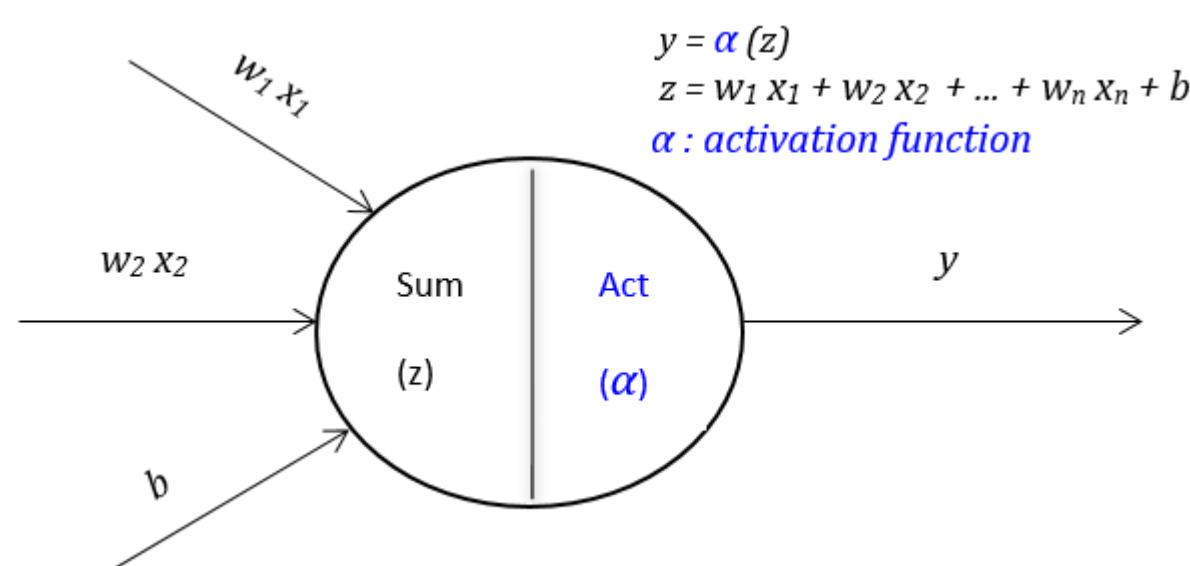 w₁ x₁
y = α (z)
z = w₁ x₁ + w₂ x₂ + ... + wₙ xₙ + b
α : activation function
w₂ x₂
Sum
(z)
Act
(α)
y
b